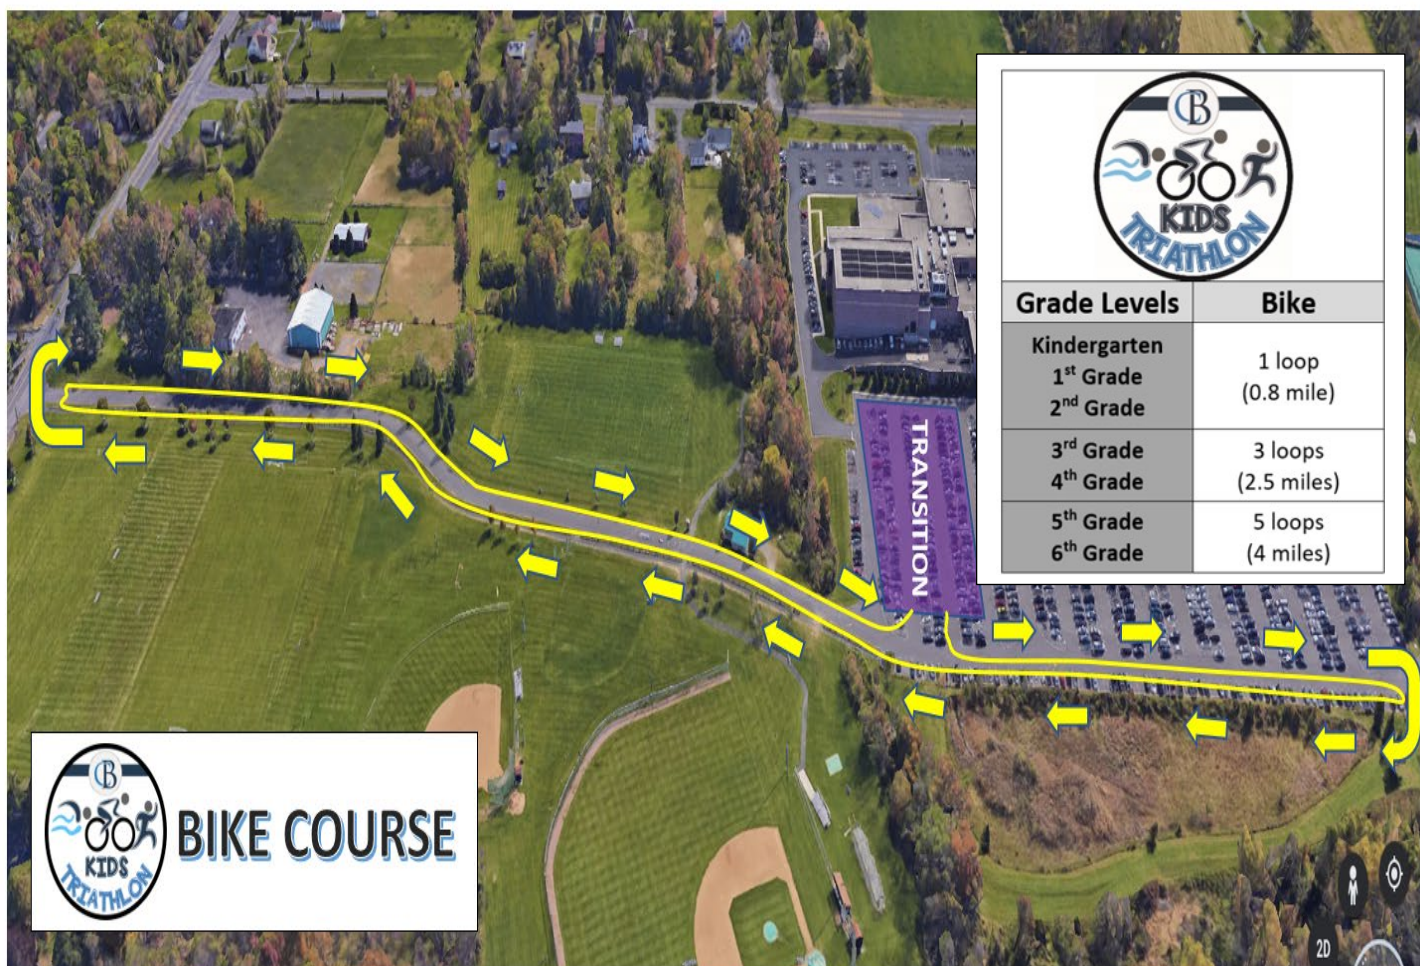 CB
KIDS
TRIATHLON
Grade Levels Bike
Kindergarten
1st Grade
2nd Grade
1 loop
(0.8 mile)
3rd Grade
4th Grade
3 loops
(2.5 miles)
5th Grade
6th Grade
5 loops
(4 miles)
TRANSITION
CB
KIDS
TRIATHLON
BIKE COURSE
2D